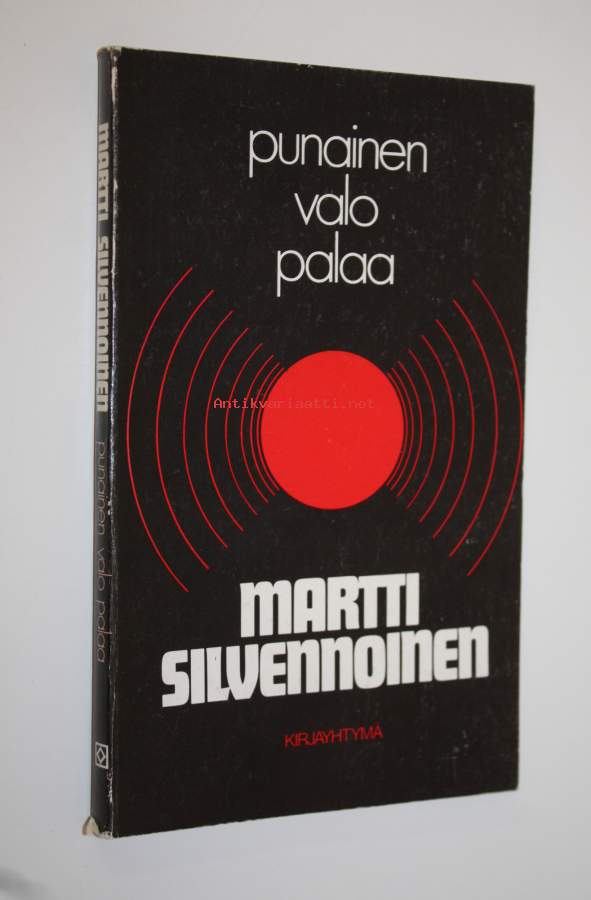 punainen
valo
palaa
Antikvariaatti.net
MARTTI
SILVENNOINEN
KIRJAYHTYMÄ
MARTTI SILVENNOINEN punainen valo palaa